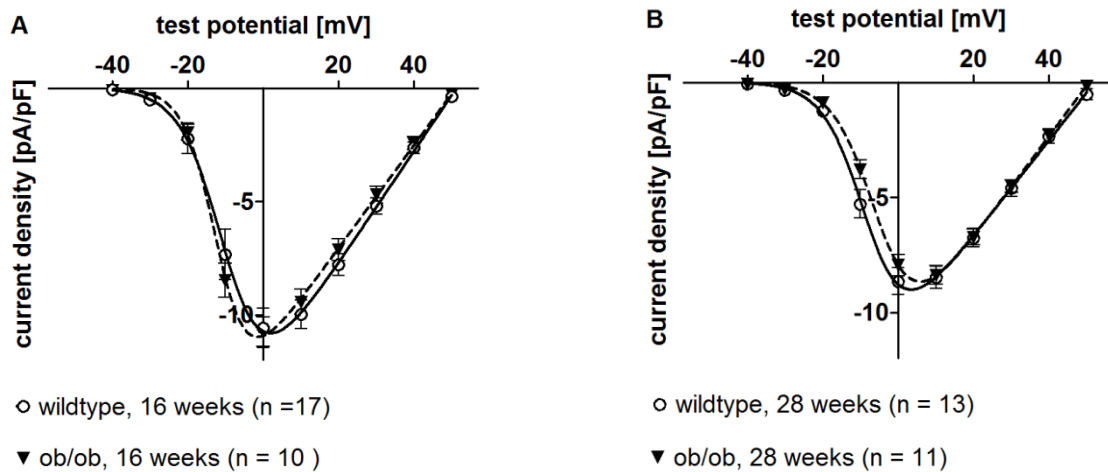 A
test potential [mV]
-40 -20 20 40
current density [pA/pF]
-5
-10
wildtype, 16 weeks (n =17)
ob/ob, 16 weeks (n = 10 )
B
test potential [mV]
-40 -20 20 40
current density [pA/pF]
-5
-10
wildtype, 28 weeks (n = 13)
ob/ob, 28 weeks (n = 11)